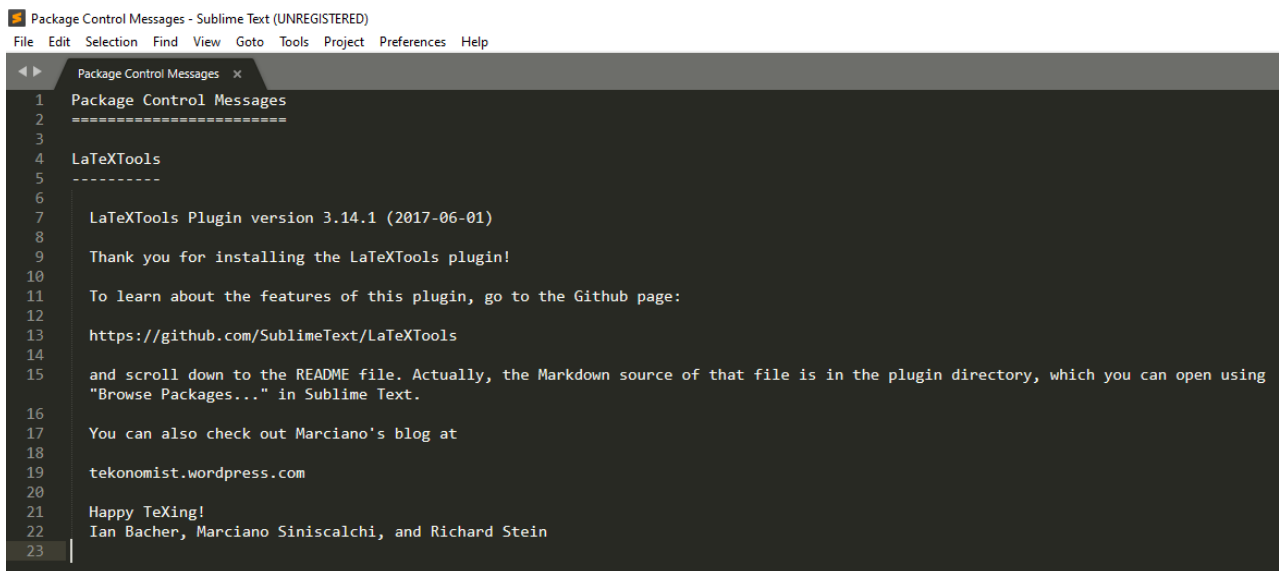 Package Control Messages - Sublime Text (UNREGISTERED)
File Edit Selection Find View Goto Tools Project Preferences Help
Package Control Messages ×
1 Package Control Messages
2 ========================
3
4 LaTeXTools
5 ----------
6
7 LaTeXTools Plugin version 3.14.1 (2017-06-01)
8
9 Thank you for installing the LaTeXTools plugin!
10
11 To learn about the features of this plugin, go to the Github page:
12
13 https://github.com/SublimeText/LaTeXTools
14
15 and scroll down to the README file. Actually, the Markdown source of that file is in the plugin directory, which you can open using
"Browse Packages..." in Sublime Text.
16
17 You can also check out Marciano's blog at
18
19 tekonomist.wordpress.com
20
21 Happy TeXing!
22 Ian Bacher, Marciano Siniscalchi, and Richard Stein
23